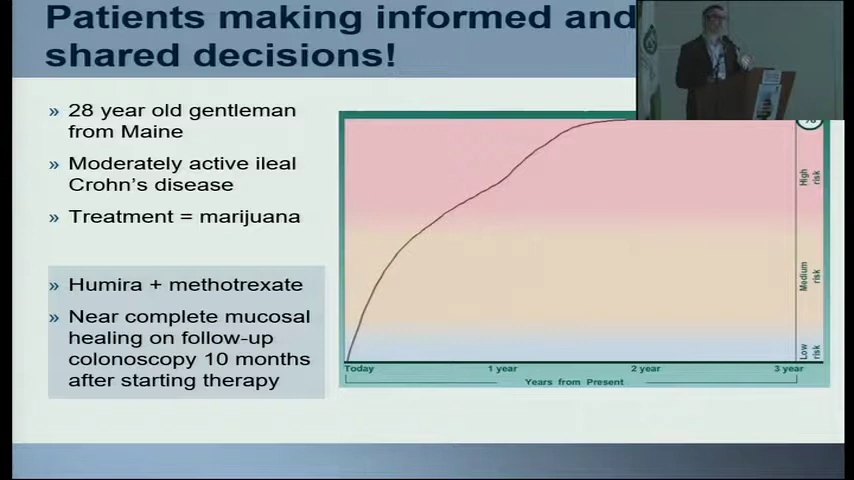 Patients making informed and
shared decisions!
» 28 year old gentleman
from Maine
» Moderately active ileal
Crohn's disease
» Treatment = marijuana
» Humira + methotrexate
» Near complete mucosal
healing on follow-up
colonoscopy 10 months
after starting therapy
High
risk
Medium
risk
Low
risk
Today 1 year 2 year 3 year
Years from Present